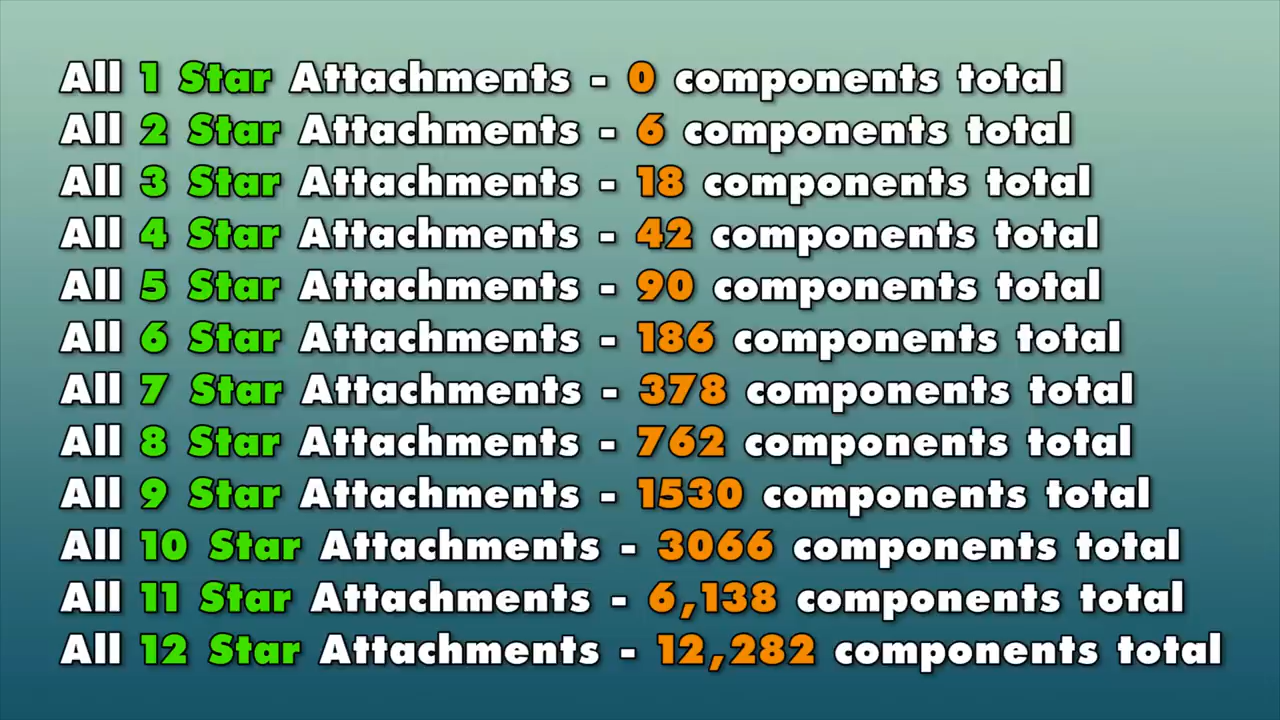 All 1 Star Attachments - 0 components total
All 2 Star Attachments - 6 components total
All 3 Star Attachments - 18 components total
All 4 Star Attachments - 42 components total
All 5 Star Attachments - 90 components total
All 6 Star Attachments - 186 components total
All 7 Star Attachments - 378 components total
All 8 Star Attachments - 762 components total
All 9 Star Attachments - 1530 components total
All 10 Star Attachments - 3066 components total
All 11 Star Attachments - 6,138 components total
All 12 Star Attachments - 12,282 components total